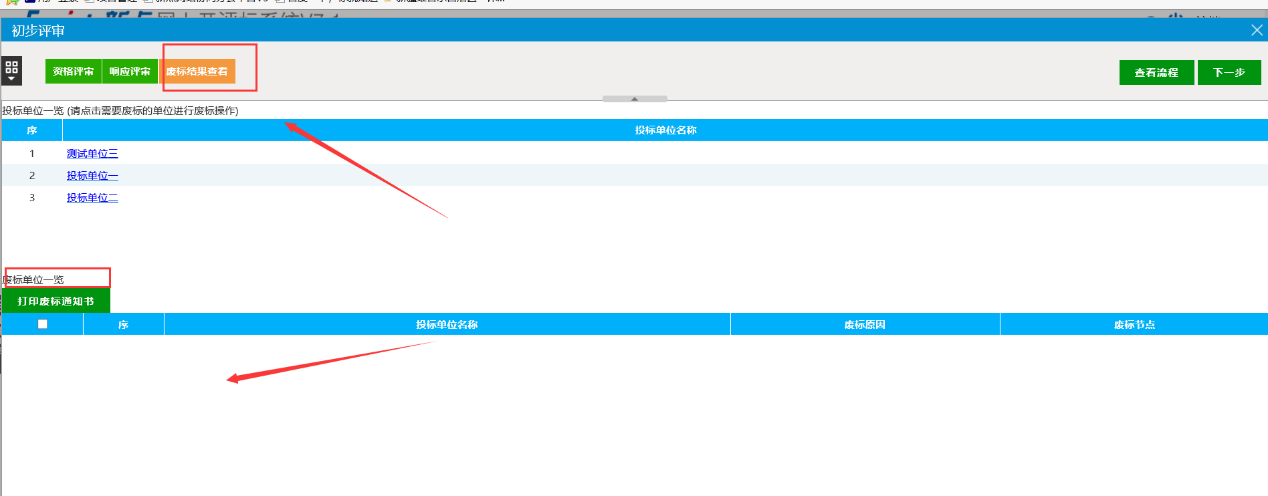 初步评审
资格评审 响应评审 废标结果查看 查看流程 下一步
投标单位一览 (请点击需要废标的单位进行废标操作)
序 投标单位名称
1 测试单位三
2 投标单位一
3 投标单位二
废标单位一览
打印废标通知书
序 投标单位名称 废标原因 废标节点